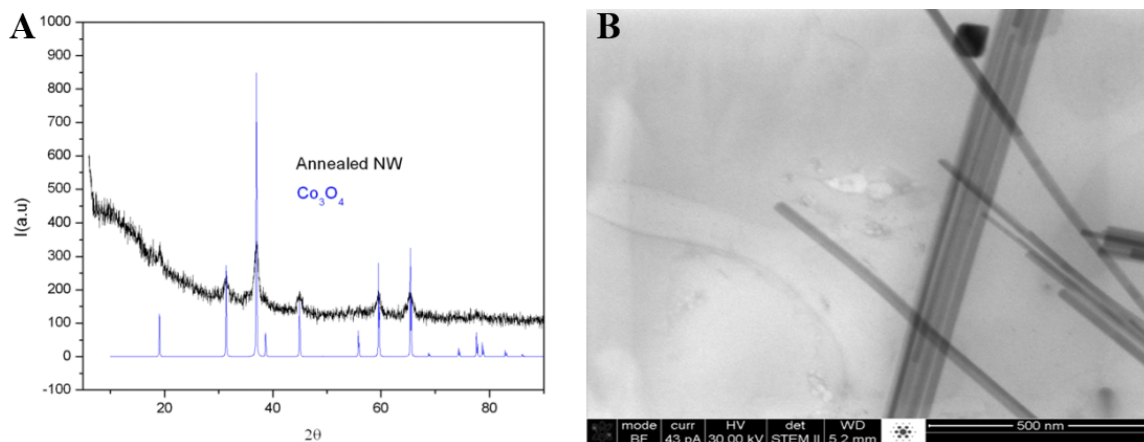 A
1000
900
800
700
600
500
400
300
200
100
0
-100
I(a.u)
Annealed NW
Co₃O₄
20
40
60
80
2θ
B
mode curr HV det WD
BF 43 pA 30.00 kV STEM II 5.2 mm
500 nm